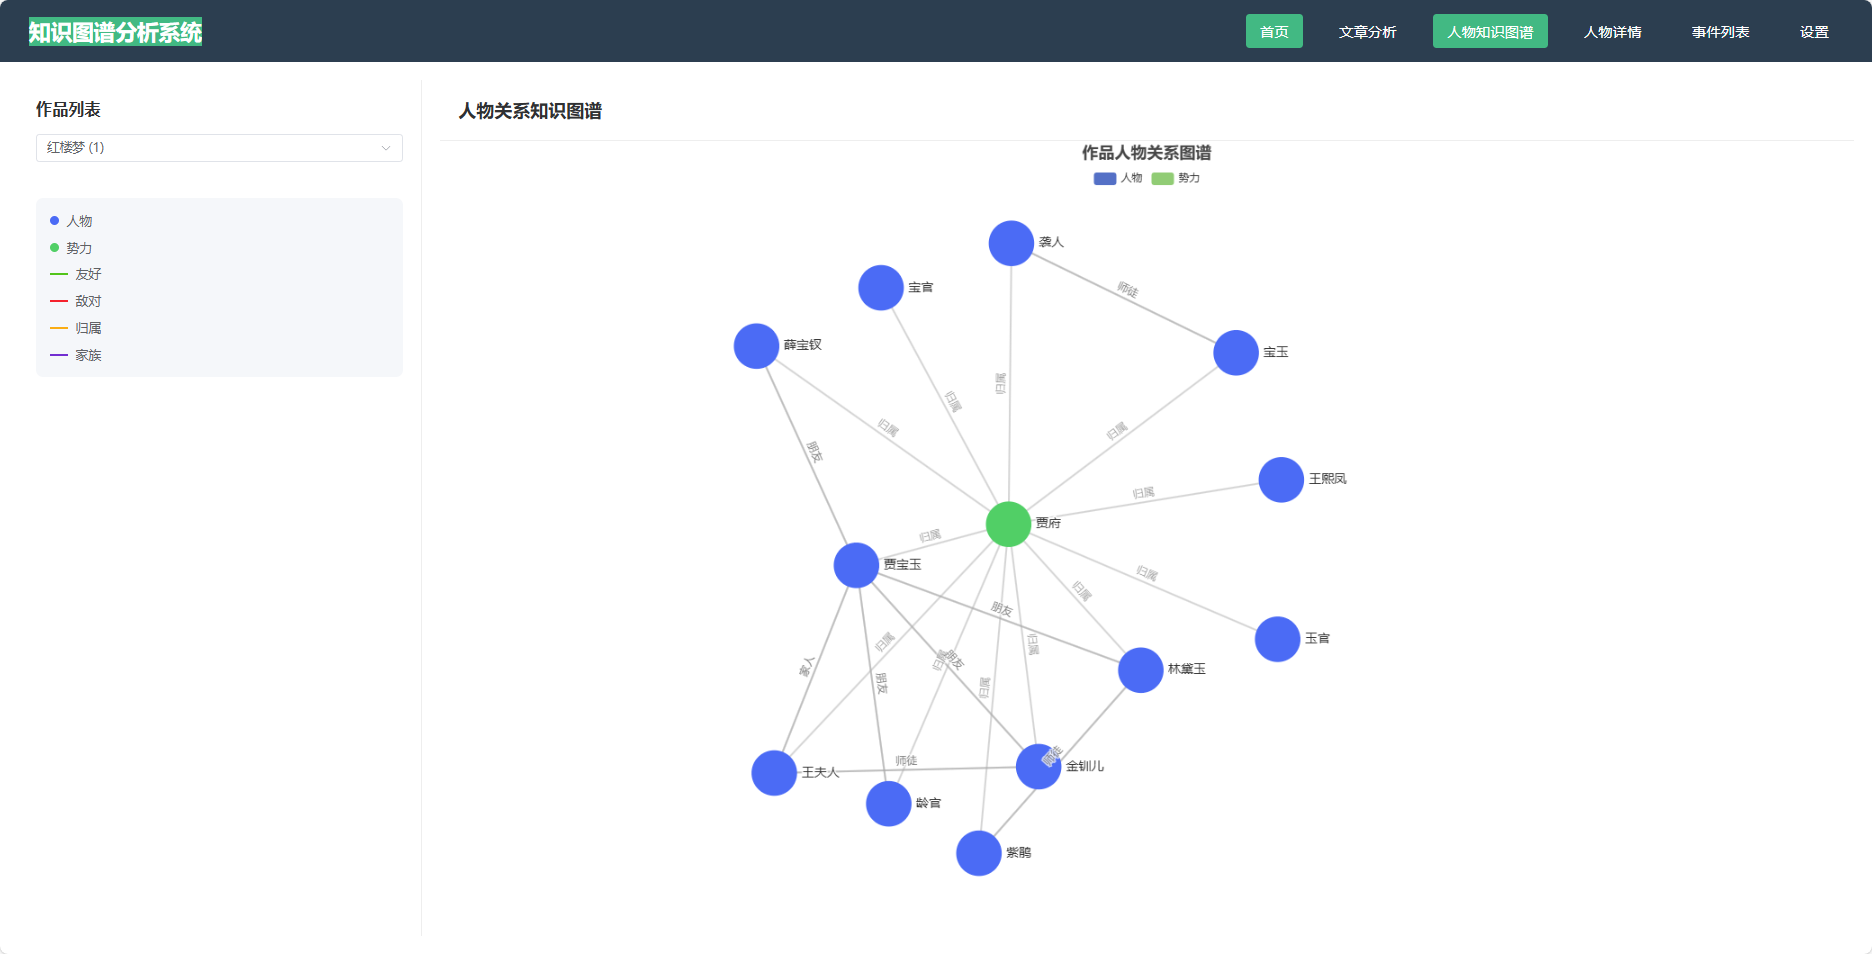 知识图谱分析系统
首页
文章分析
人物知识图谱
人物详情
事件列表
设置
作品列表
红楼梦 (1)
人物
势力
友好
敌对
归属
家族
人物关系知识图谱
作品人物关系图谱
人物
势力
袭人
宝官
师徒
薛宝钗
宝玉
归属
归属
归属
归属
朋友
王熙凤
归属
贾府
归属
贾宝玉
归属
归属
朋友
归属
归属
玉官
家人
归属
朋友
林黛玉
朋友
归属
师徒
王夫人
金钏儿
龄官
紫鹃